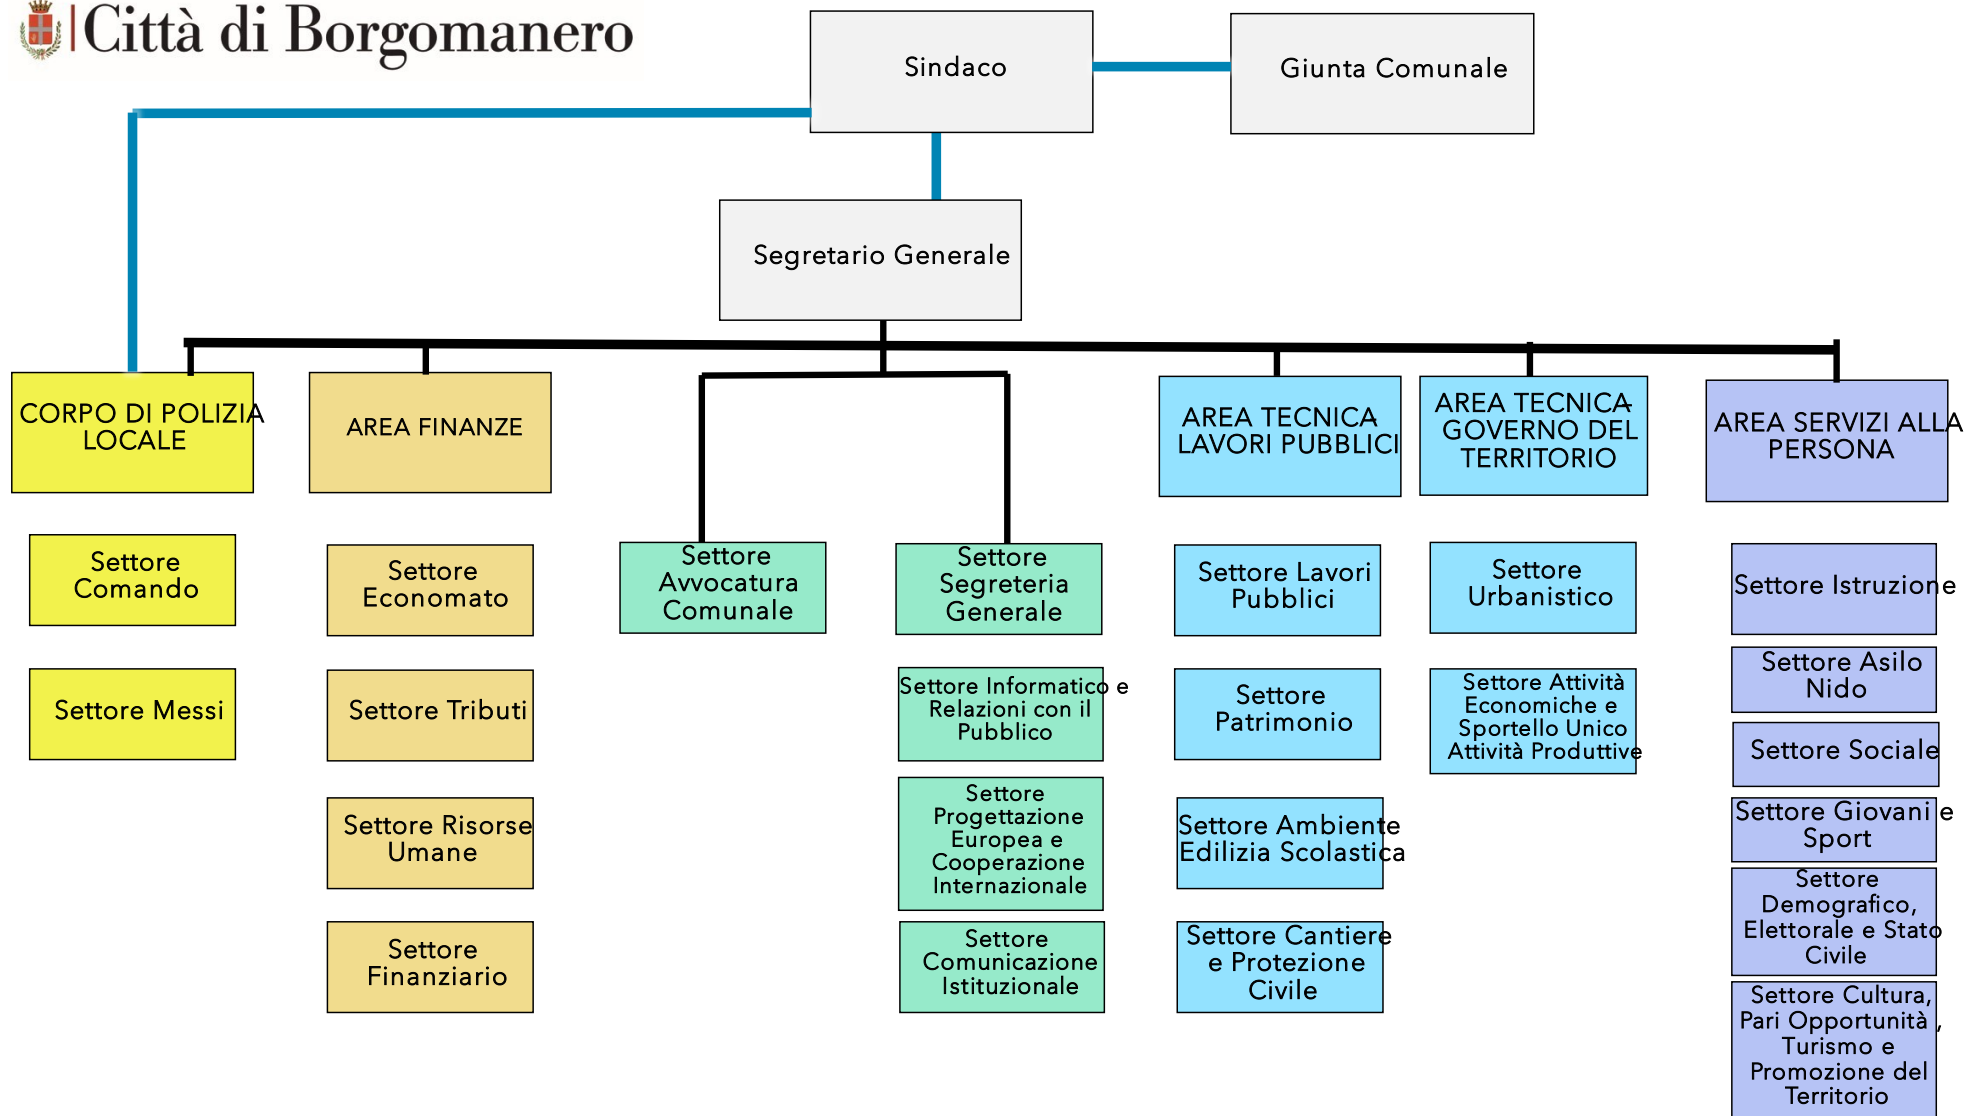 Città di Borgomanero
Sindaco
Giunta Comunale
Segretario Generale
CORPO DI POLIZIA
LOCALE
AREA FINANZE
AREA TECNICA
LAVORI PUBBLICI
AREA TECNICA-
GOVERNO DEL
TERRITORIO
AREA SERVIZI ALLA
PERSONA
Settore
Comando
Settore Messi
Settore
Economato
Settore Tributi
Settore Risorse
Umane
Settore
Finanziario
Settore
Avvocatura
Comunale
Settore
Segreteria
Generale
Settore Informatico e
Relazioni con il
Pubblico
Settore
Progettazione
Europea e
Cooperazione
Internazionale
Settore
Comunicazione
Istituzionale
Settore Lavori
Pubblici
Settore
Patrimonio
Settore Ambiente
Edilizia Scolastica
Settore Cantiere
e Protezione
Civile
Settore
Urbanistico
Settore Attività
Economiche e
Sportello Unico
Attività Produttive
Settore Istruzione
Settore Asilo
Nido
Settore Sociale
Settore Giovani e
Sport
Settore
Demografico,
Elettorale e Stato
Civile
Settore Cultura,
Pari Opportunità ,
Turismo e
Promozione del
Territorio